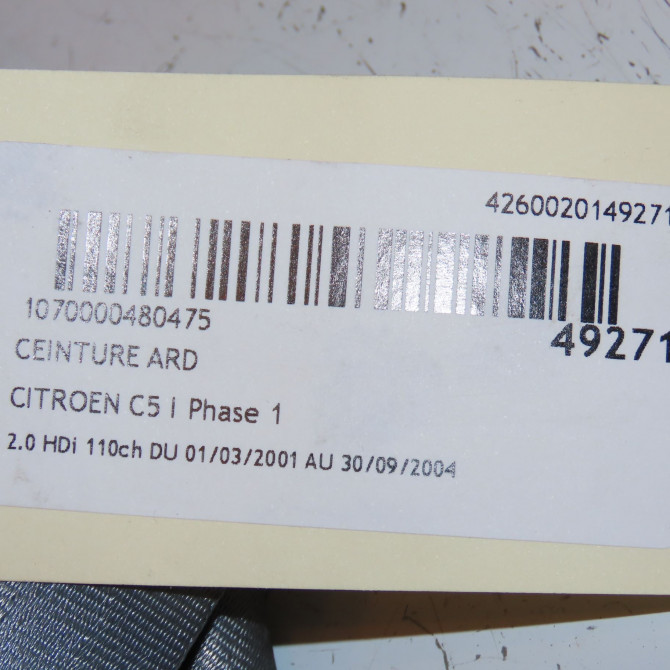 4260020149271
1070000480475
49271
CEINTURE ARD
CITROEN C5 I Phase 1
2.0 HDi 110ch DU 01/03/2001 AU 30/09/2004